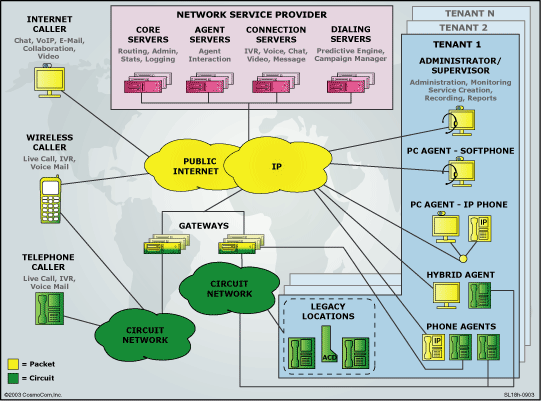 INTERNET
CALLER
Chat, VoIP, E-Mail,
Collaboration,
Video
WIRELESS
CALLER
Live Call, IVR,
Voice Mail
TELEPHONE
CALLER
Live Call, IVR,
Voice Mail
NETWORK SERVICE PROVIDER
CORE
SERVERS
Routing, Admin,
Stats, Logging
AGENT
SERVERS
Agent
Interaction
CONNECTION
SERVERS
IVR, Voice, Chat,
Video, Message
DIALING
SERVERS
Predictive Engine,
Campaign Manager
PUBLIC
INTERNET
IP
GATEWAYS
CIRCUIT
NETWORK
CIRCUIT
NETWORK
LEGACY
LOCATIONS
ACD
TENANT N
TENANT 2
TENANT 1
ADMINISTRATOR/
SUPERVISOR
Administration, Monitoring
Service Creation,
Recording, Reports
PC AGENT - SOFTPHONE
PC AGENT - IP PHONE
IP
HYBRID AGENT
PHONE AGENTS
IP
= Packet
= Circuit
©2003 CosmoCom,Inc.
SL18h-0903